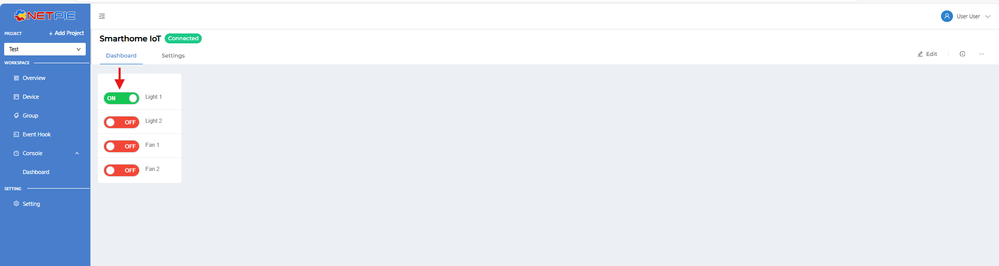 NETPIE
PROJECT
+ Add Project
Test
WORKSPACE
Overview
Device
Group
Event Hook
Console
Dashboard
SETTING
Setting
User User
Smarthome IoT Connected
Dashboard Settings
Edit
ON Light 1
OFF Light 2
OFF Fan 1
OFF Fan 2